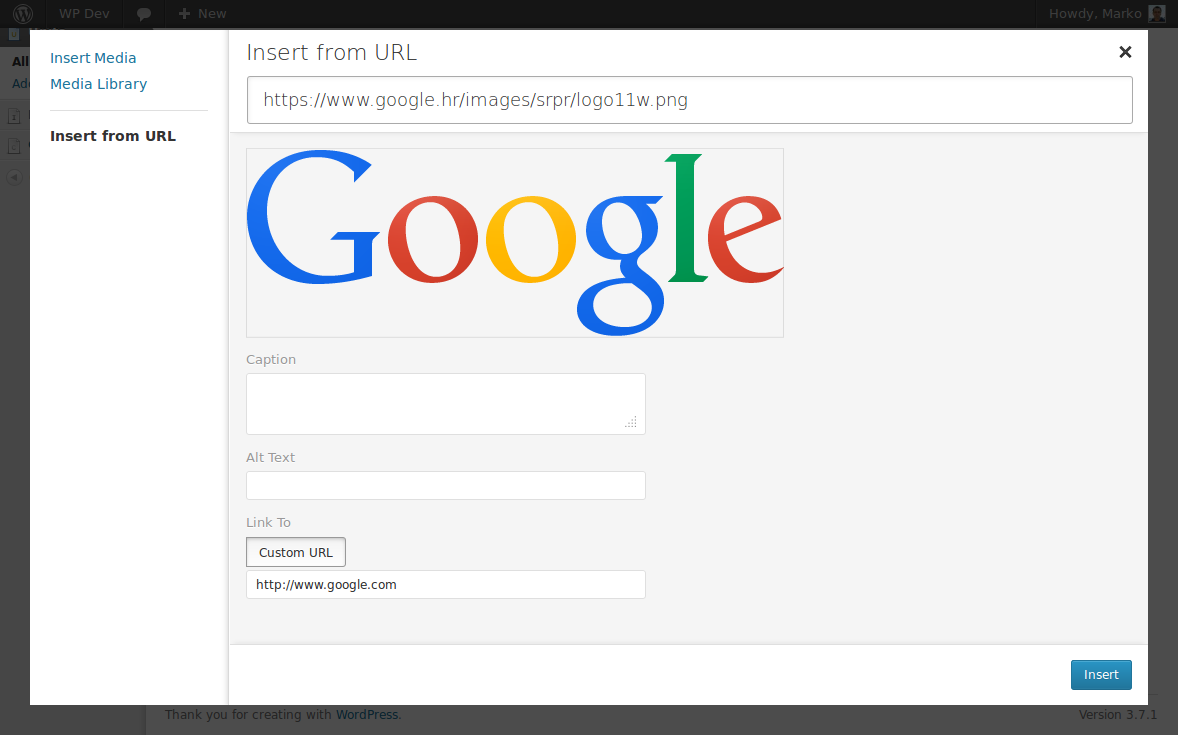 WP Dev
New
Howdy, Marko
All
Insert Media
Media Library
Insert from URL
Insert from URL
×
https://www.google.hr/images/srpr/logo11w.png
Google
Caption
Alt Text
Link To
Custom URL
http://www.google.com
Insert
Thank you for creating with WordPress.
Version 3.7.1